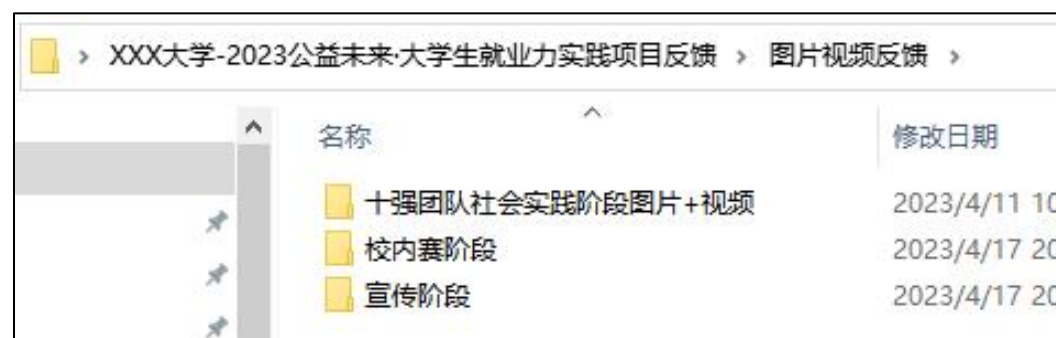 XXX大学-2023公益未来·大学生就业力实践项目反馈 > 图片视频反馈 >
名称 修改日期
十强团队社会实践阶段图片+视频 2023/4/11 10
校内赛阶段 2023/4/17 20
宣传阶段 2023/4/17 20